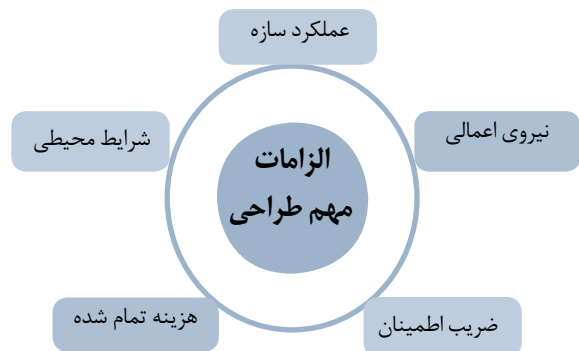 عملکرد سازه
نیروی اعمالی
شرایط محیطی
الزامات
مهم طراحی
هزینه تمام شده
ضریب اطمینان